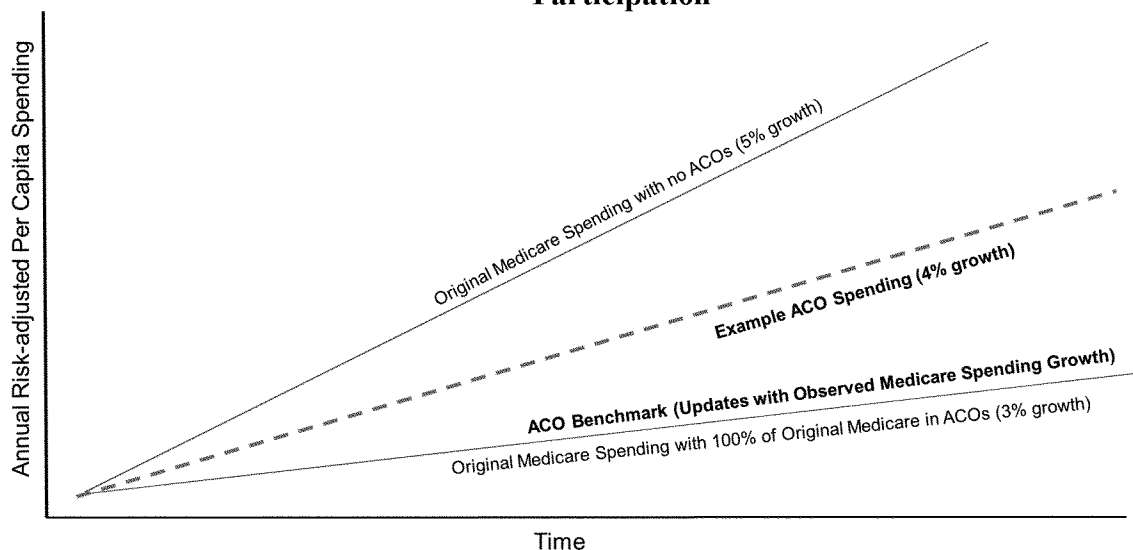 Participation
Annual Risk-adjusted Per Capita Spending
Original Medicare Spending with no ACOs (5% growth)
Example ACO Spending (4% growth)
ACO Benchmark (Updates with Observed Medicare Spending Growth)
Original Medicare Spending with 100% of Original Medicare in ACOs (3% growth)
Time